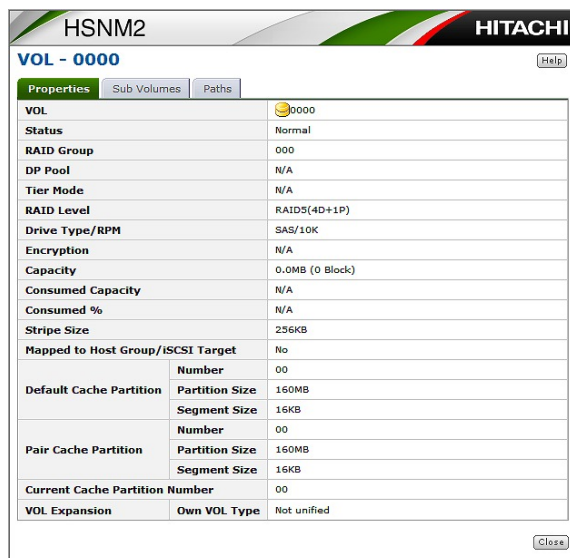 HSNM2
HITACHI
VOL - 0000
Help
Properties Sub Volumes Paths
VOL 0000
Status Normal
RAID Group 000
DP Pool N/A
Tier Mode N/A
RAID Level RAID5(4D+1P)
Drive Type/RPM SAS/10K
Encryption N/A
Capacity 0.0MB (0 Block)
Consumed Capacity N/A
Consumed % N/A
Stripe Size 256KB
Mapped to Host Group/iSCSI Target No
Default Cache Partition
Number 00
Partition Size 160MB
Segment Size 16KB
Pair Cache Partition
Number 00
Partition Size 160MB
Segment Size 16KB
Current Cache Partition Number 00
VOL Expansion Own VOL Type Not unified
Close